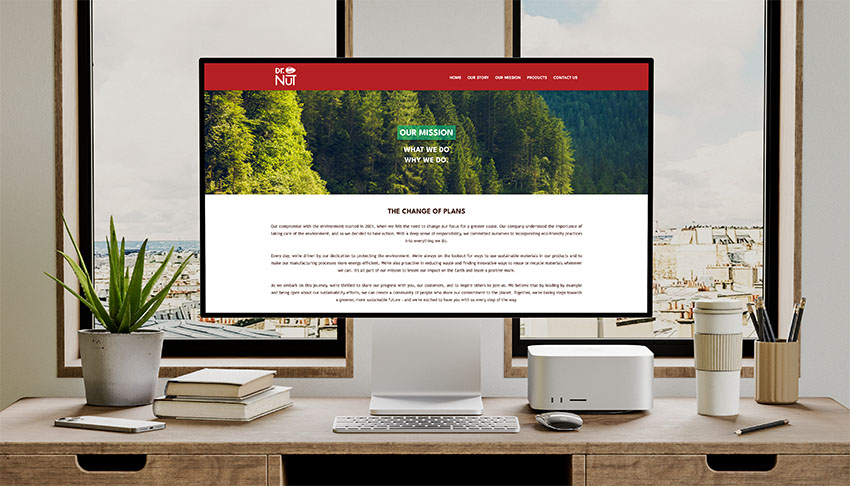 Dr.
NUT
HOME OUR STORY OUR MISSION PRODUCTS CONTACT US
OUR MISSION
WHAT WE DO
WHY WE DO
THE CHANGE OF PLANS
Our compromise with the environment started in 2001, when we felt the need to change our focus for a greater cause. Our company understood the importance of
taking care of the environment, and so we decided to take action. With a deep sense of responsibility, we committed ourselves to incorporating eco-friendly practices
into everything we do.
Every day, we're driven by our dedication to protecting the environment. We're always on the lookout for ways to use sustainable materials in our products and to
make our manufacturing processes more energy efficient. We're also proactive in reducing waste and finding innovative ways to reuse or recycle materials whenever
we can. It's all part of our mission to lessen our impact on the Earth and leave a positive mark.
As we embark on this journey, we're thrilled to share our progress with you, our customers, and to inspire others to join us. We believe that by leading by example
and being open about our sustainability efforts, we can create a community of people who share our commitment to the planet. Together, we're taking steps towards
a greener, more sustainable future - and we're excited to have you with us every step of the way.